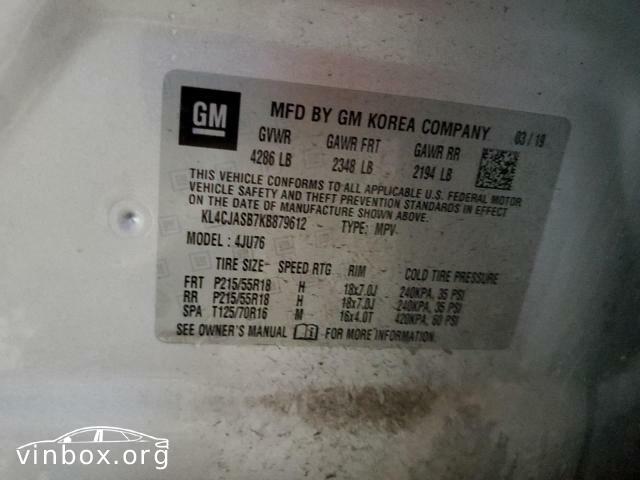 GM
MFD BY GM KOREA COMPANY 03/19
GVWR GAWR FRT GAWR RR
4286 LB 2348 LB 2194 LB
THIS VEHICLE CONFORMS TO ALL APPLICABLE U.S. FEDERAL MOTOR
VEHICLE SAFETY AND THEFT PREVENTION STANDARDS IN EFFECT
ON THE DATE OF MANUFACTURE SHOWN ABOVE.
KL4CJASB7KB879612 TYPE: MPV
MODEL: 4JU76
TIRE SIZE SPEED RTG RIM COLD TIRE PRESSURE
FRT P215/55R18 H 18x7.0J 240KPA, 35 PSI
RR P215/55R18 H 18x7.0J 240KPA, 35 PSI
SPA T125/70R16 M 16x4.0T 420KPA, 60 PSI
SEE OWNER'S MANUAL FOR MORE INFORMATION.
vinbox.org